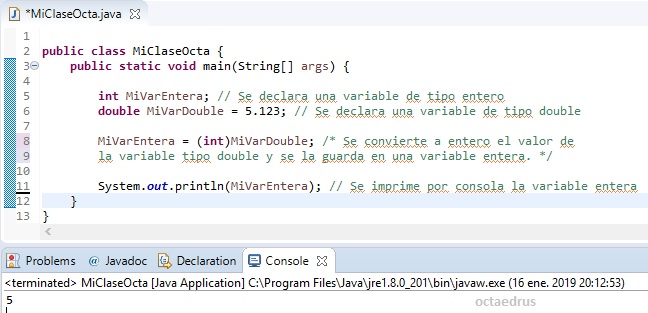 *MiClaseOcta.java
1
2 public class MiClaseOcta {
3 public static void main(String[] args) {
4
5 int MiVarEntera; // Se declara una variable de tipo entero
6 double MiVarDouble = 5.123; // Se declara una variable de tipo double
7
8 MiVarEntera = (int)MiVarDouble; /* Se convierte a entero el valor de
9 la variable tipo double y se la guarda en una variable entera. */
10
11 System.out.println(MiVarEntera); // Se imprime por consola la variable entera
12 }
13 }
Problems @ Javadoc Declaration Console
<terminated> MiClaseOcta [Java Application] C:\Program Files\Java\jre1.8.0_201\bin\javaw.exe (16 ene. 2019 20:12:53)
5
octaedrus